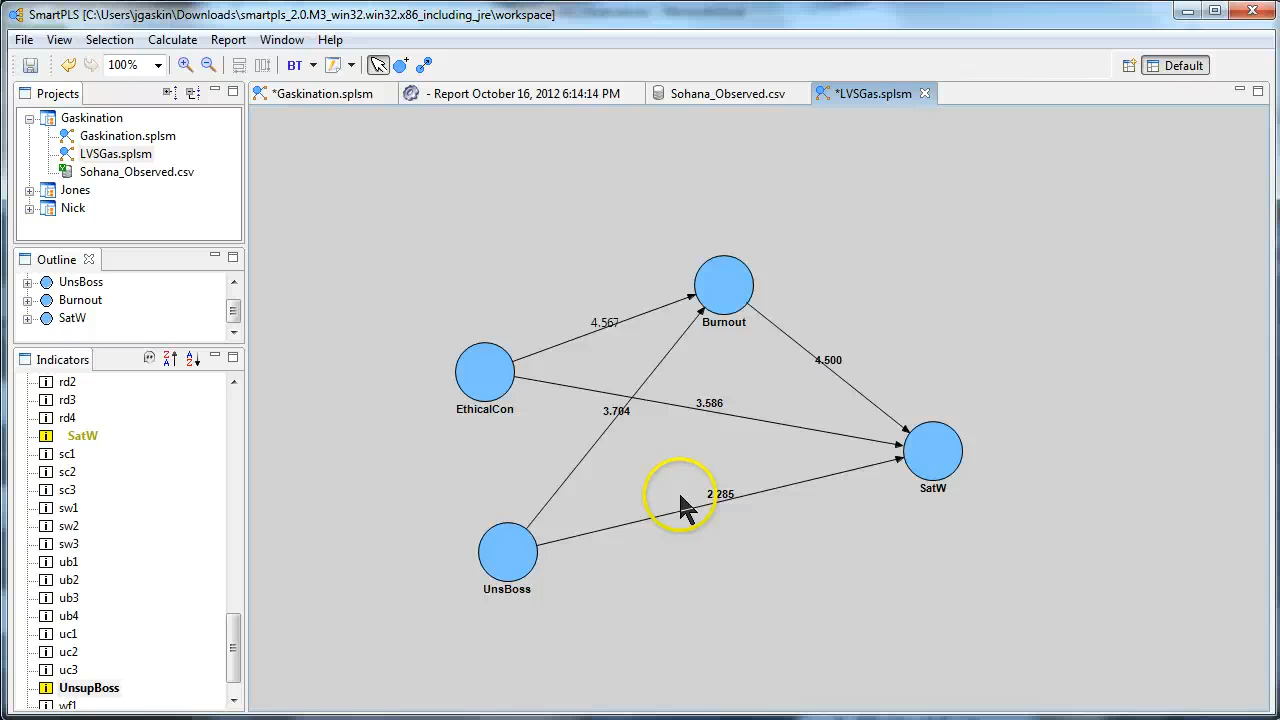 SmartPLS [C:\Users\jgaskin\Downloads\smartpls_2.0.M3_win32.win32.x86_including_jre\workspace]
File View Selection Calculate Report Window Help
100% BT Default
Projects
Gaskination
Gaskination.splsm
LVSGas.splsm
Sohana_Observed.csv
Jones
Nick
Outline
UnsBoss
Burnout
SatW
Indicators
rd2
rd3
rd4
SatW
sc1
sc2
sc3
sw1
sw2
sw3
ub1
ub2
ub3
ub4
uc1
uc2
uc3
UnsupBoss
wf1
*Gaskination.splsm - Report October 16, 2012 6:14:14 PM Sohana_Observed.csv *LVSGas.splsm
Burnout
4.567
4.500
EthicalCon
3.704
3.586
SatW
2.285
UnsBoss